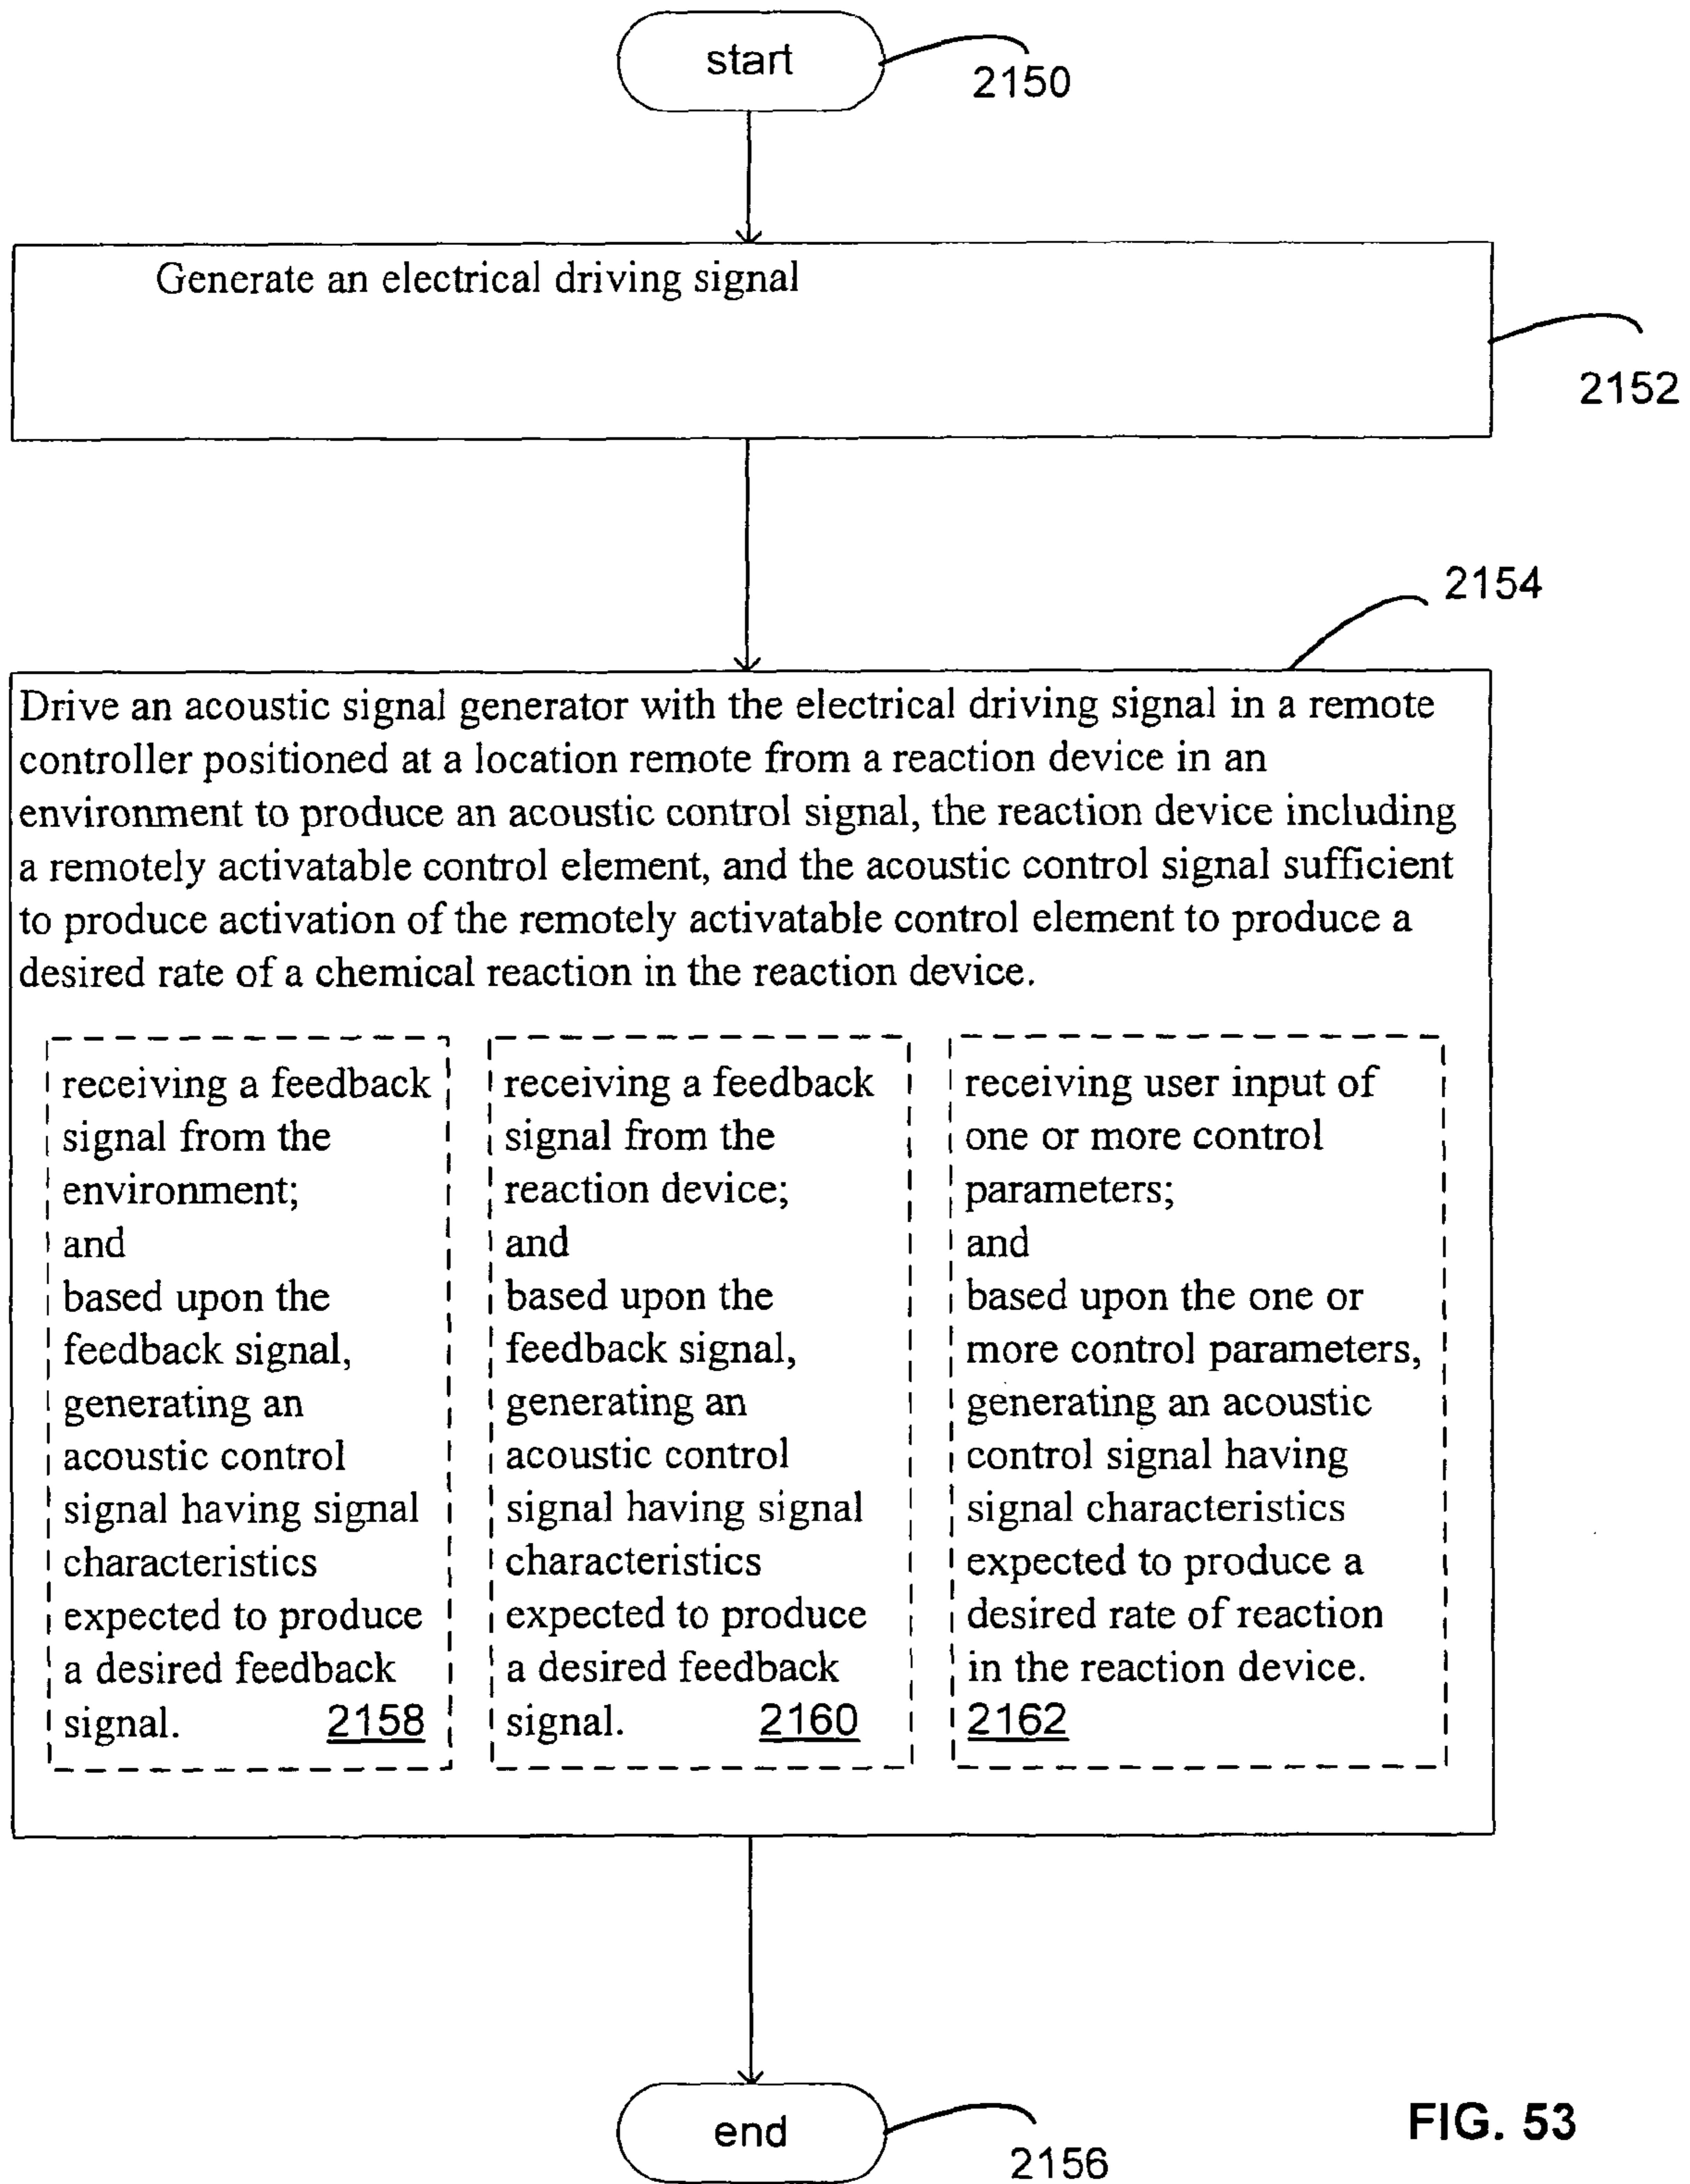 start
2150
Generate an electrical driving signal
2152
2154
Drive an acoustic signal generator with the electrical driving signal in a remote
controller positioned at a location remote from a reaction device in an
environment to produce an acoustic control signal, the reaction device including
a remotely activatable control element, and the acoustic control signal sufficient
to produce activation of the remotely activatable control element to produce a
desired rate of a chemical reaction in the reaction device.
receiving a feedback
signal from the
environment;
and
based upon the
feedback signal,
generating an
acoustic control
signal having signal
characteristics
expected to produce
a desired feedback
signal. 2158
receiving a feedback
signal from the
reaction device;
and
based upon the
feedback signal,
generating an
acoustic control
signal having signal
characteristics
expected to produce
a desired feedback
signal. 2160
receiving user input of
one or more control
parameters;
and
based upon the one or
more control parameters,
generating an acoustic
control signal having
signal characteristics
expected to produce a
desired rate of reaction
in the reaction device.
2162
end
2156
FIG. 53